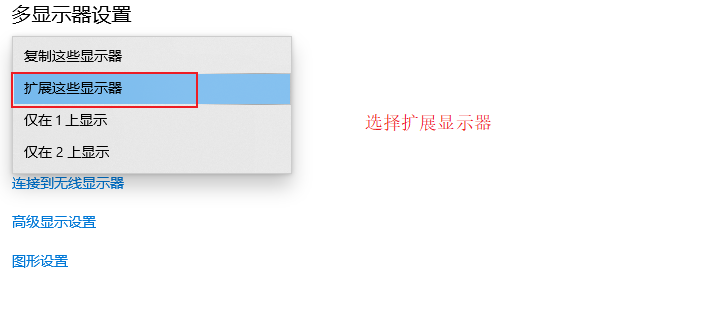 多显示器设置
复制这些显示器
扩展这些显示器
选择扩展显示器
仅在 1 上显示
仅在 2 上显示
连接到无线显示器
高级显示设置
图形设置